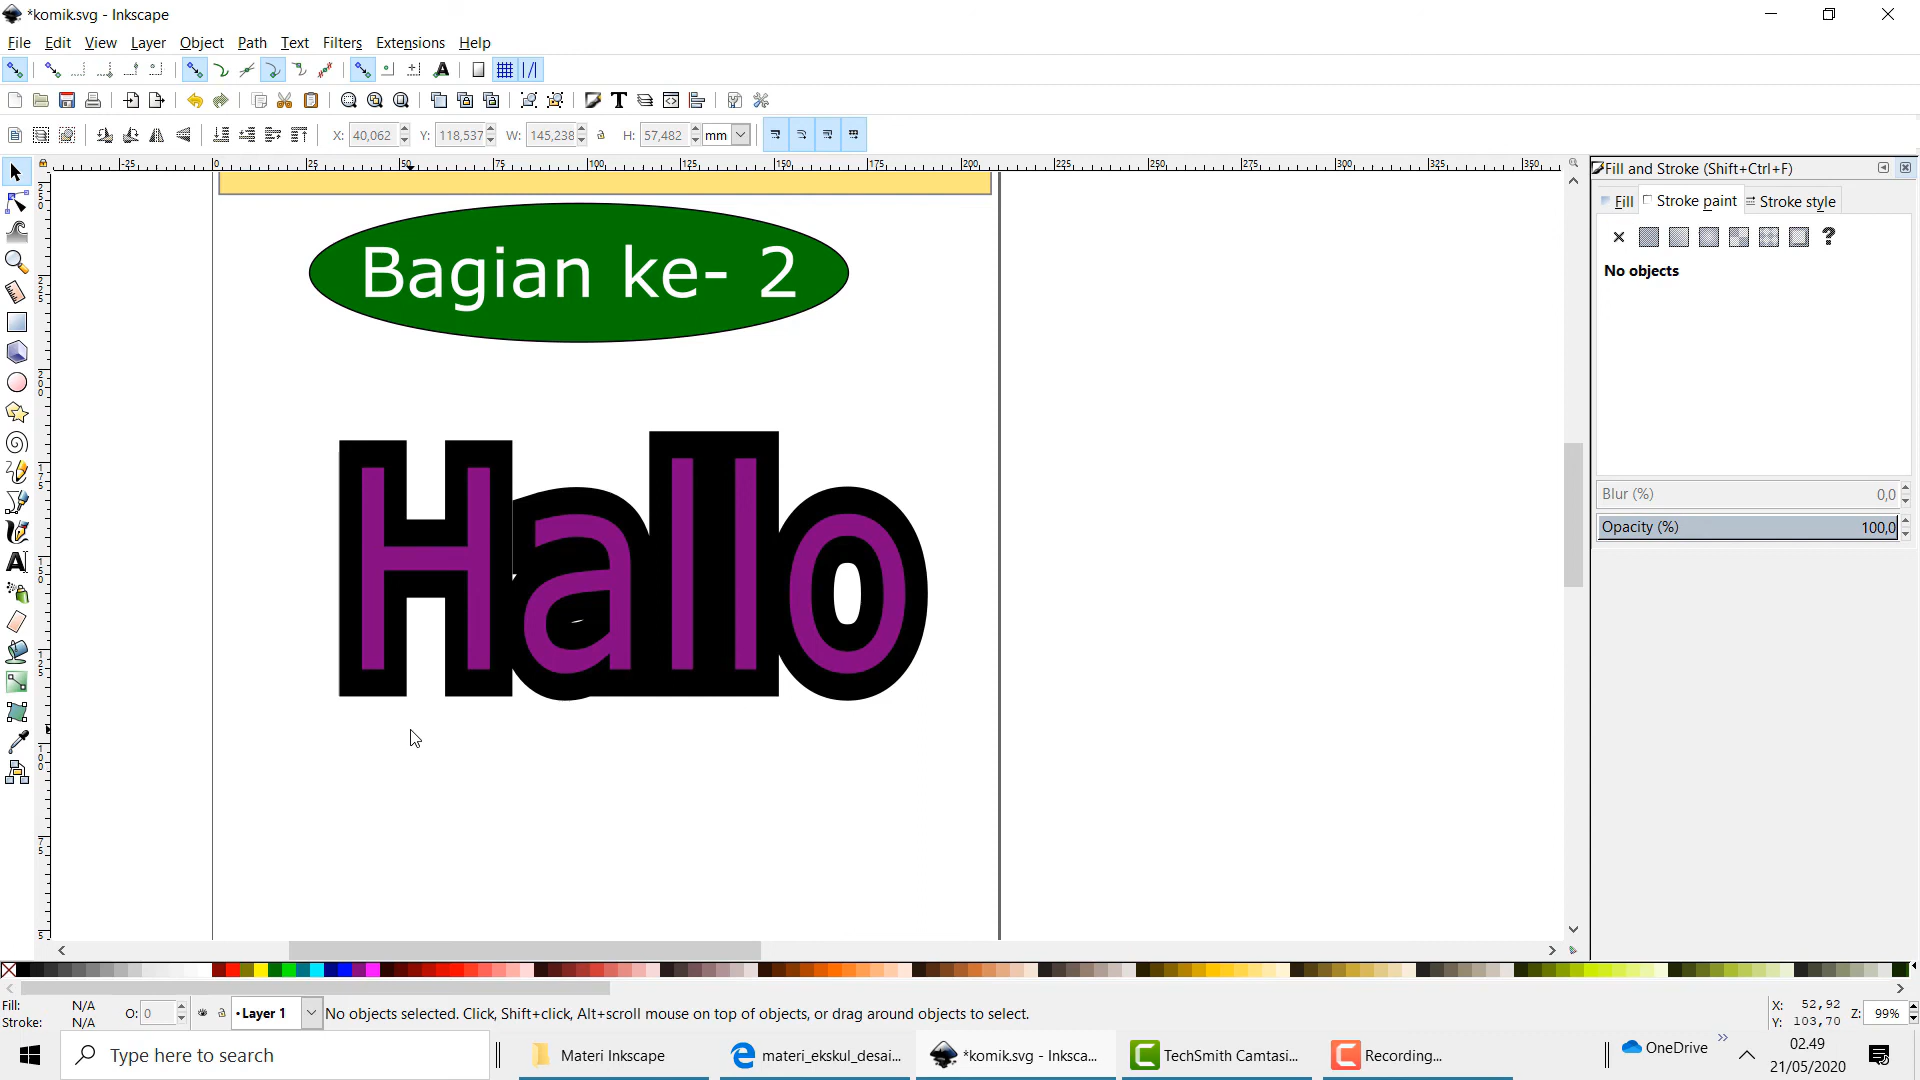 *komik.svg - Inkscape
File Edit View Layer Object Path Text Filters Extensions Help
X: 40,062 Y: 118,537 W: 145,238 H: 57,482 mm
Fill and Stroke (Shift+Ctrl+F)
Fill Stroke paint Stroke style
No objects
Bagian ke- 2
Hallo
Blur (%) 0,0
Opacity (%) 100,0
Fill: N/A
Stroke: N/A
O: 0
•Layer 1
No objects selected. Click, Shift+click, Alt+scroll mouse on top of objects, or drag around objects to select.
X: 52,92
Y: 103,70
Z: 99%
Type here to search
Materi Inkscape
materi_ekskul_desai...
*komik.svg - Inksca...
TechSmith Camtasi...
Recording...
OneDrive
02.49
21/05/2020